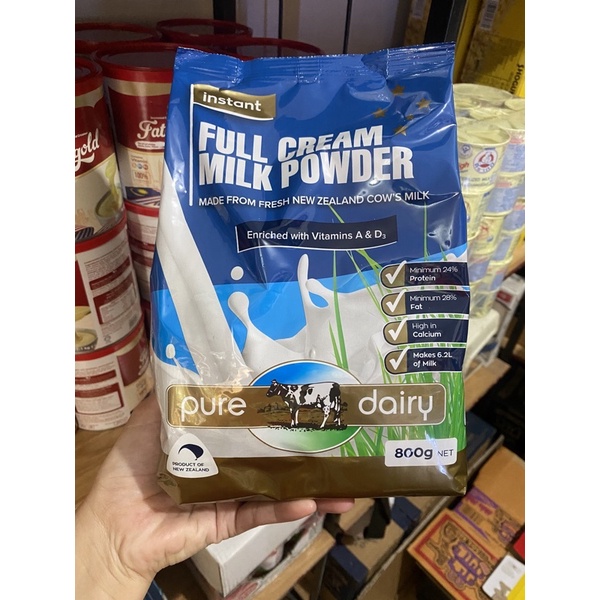 instant
FULL CREAM
MILK POWDER
MADE FROM FRESH NEW ZEALAND COW'S MILK
Enriched with Vitamins A & D₃
Minimum 24%
Protein
Minimum 28%
Fat
High in
Calcium
Makes 6.2L
of Milk
pure dairy
PRODUCT OF
NEW ZEALAND
800g NET
gold
Fat